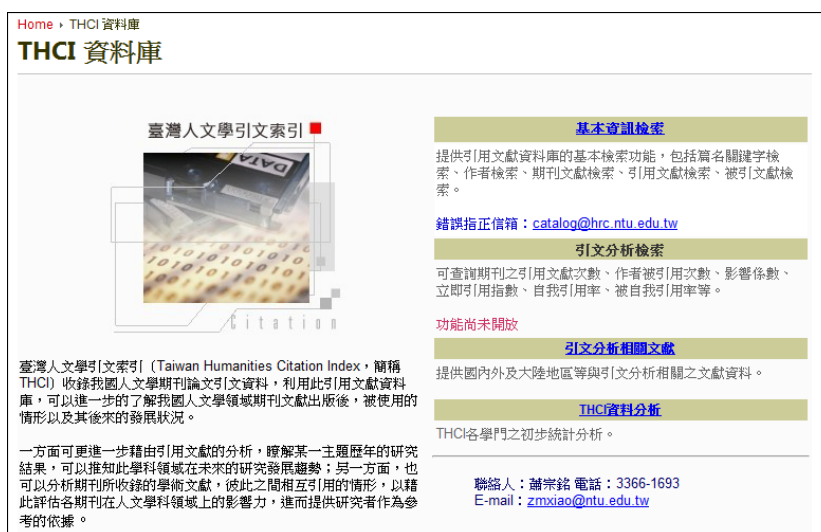 Home › THCI 資料庫
THCI 資料庫
臺灣人文學引文索引
DATA
Citation
臺灣人文學引文索引（Taiwan Humanities Citation Index，簡稱
THCI）收錄我國人文學期刊論文引文資料，利用此引用文獻資料
庫，可以進一步的了解我國人文學領域期刊文獻出版後，被使用的
情形以及其後來的發展狀況。
一方面可更進一步藉由引用文獻的分析，瞭解某一主題歷年的研究
結果，可以推知此學科領域在未來的研究發展趨勢；另一方面，也
可以分析期刊所收錄的學術文獻，彼此之間相互引用的情形，以藉
此評估各期刊在人文學科領域上的影響力，進而提供研究者作為參
考的依據。
基本資訊檢索
提供引用文獻資料庫的基本檢索功能，包括篇名關鍵字檢
索、作者檢索、期刊文獻檢索、引用文獻檢索、被引文獻檢
索。
錯誤指正信箱：catalog@hrc.ntu.edu.tw
引文分析檢索
可查詢期刊之引用文獻次數、作者被引用次數、影響係數、
立即引用指數、自我引用率、被自我引用率等。
功能尚未開放
引文分析相關文獻
提供國內外及大陸地區等與引文分析相關之文獻資料。
THCI資料分析
THCI各學門之初步統計分析。
聯絡人：蕭宗銘 電話：3366-1693
E-mail：zmxiao@ntu.edu.tw